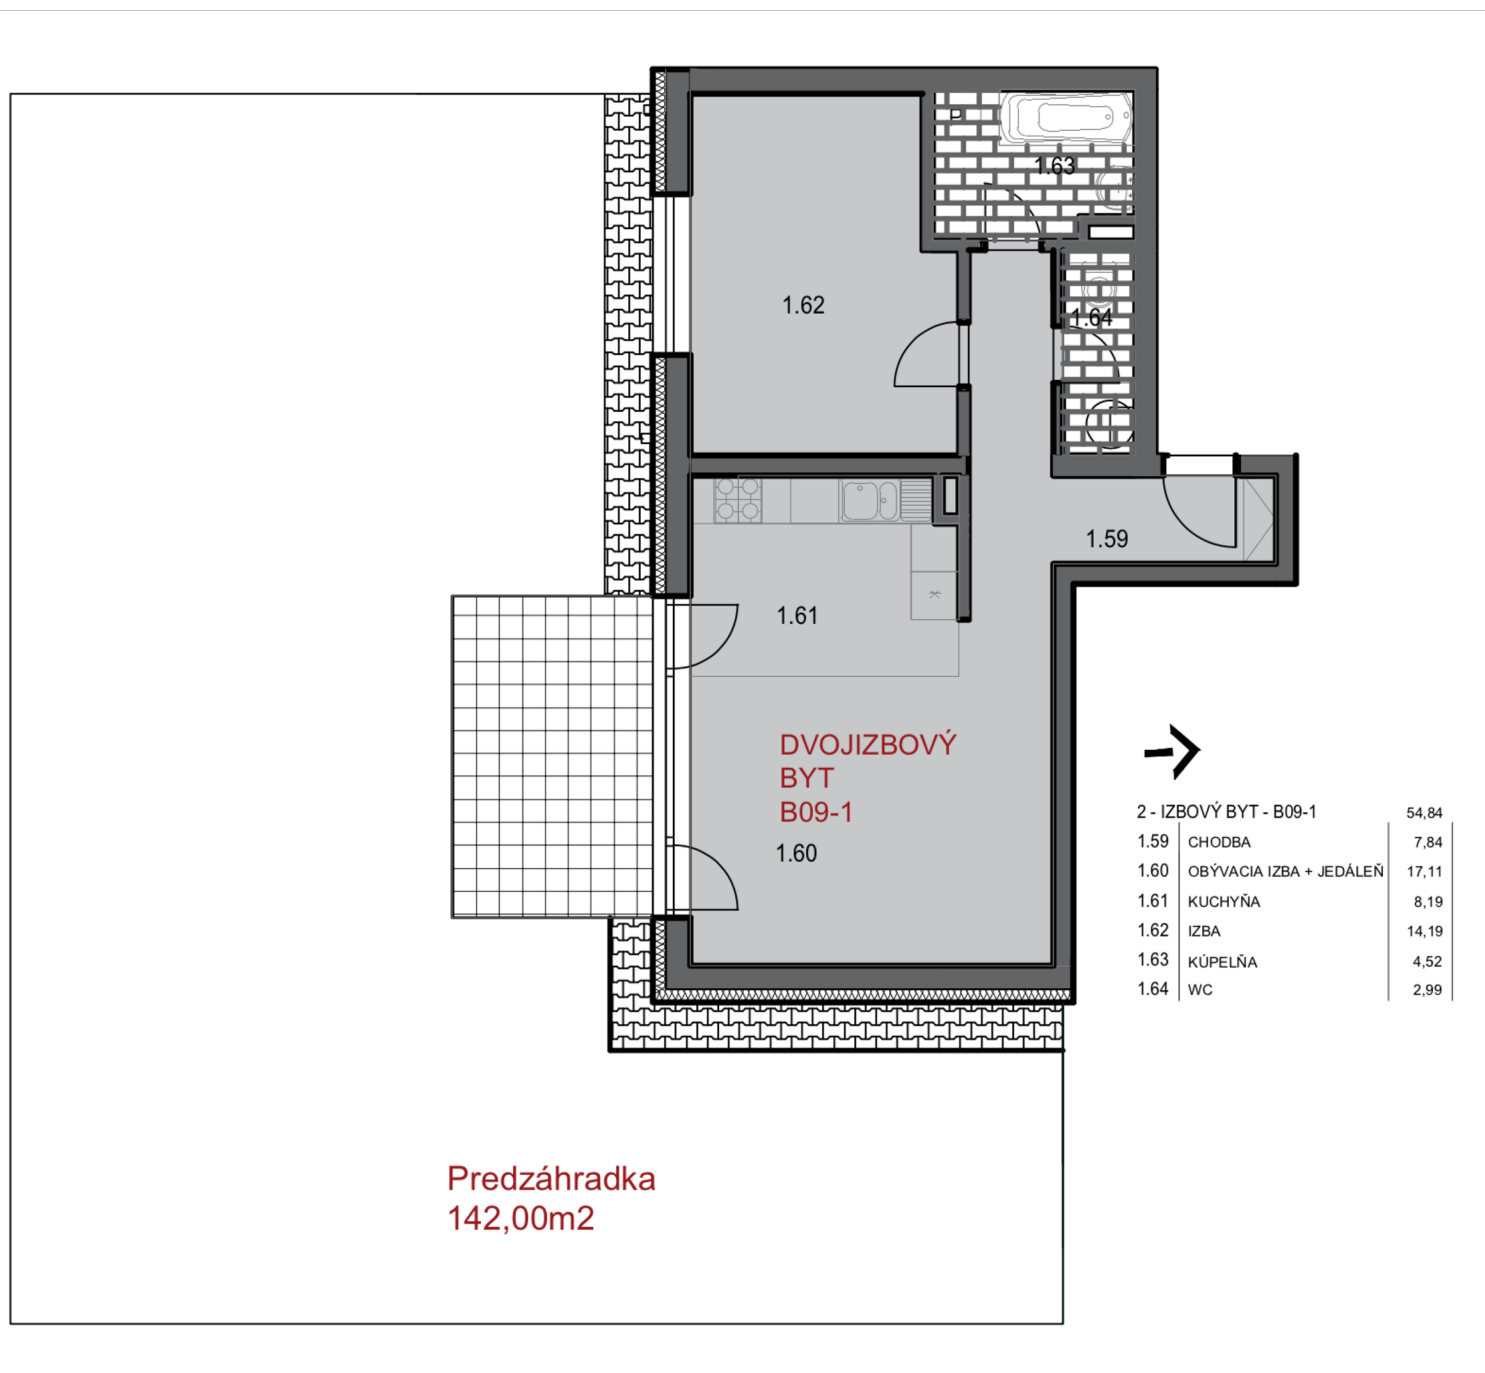 1.63
1.62
1.64
1.59
1.61
DVOJIZBOVÝ
BYT
B09-1
1.60
2 - IZBOVÝ BYT - B09-1 54,84
1.59 CHODBA 7,84
1.60 OBÝVACIA IZBA + JEDÁLEŇ 17,11
1.61 KUCHYŇA 8,19
1.62 IZBA 14,19
1.63 KÚPELŇA 4,52
1.64 WC 2,99
Predzáhradka
142,00m2